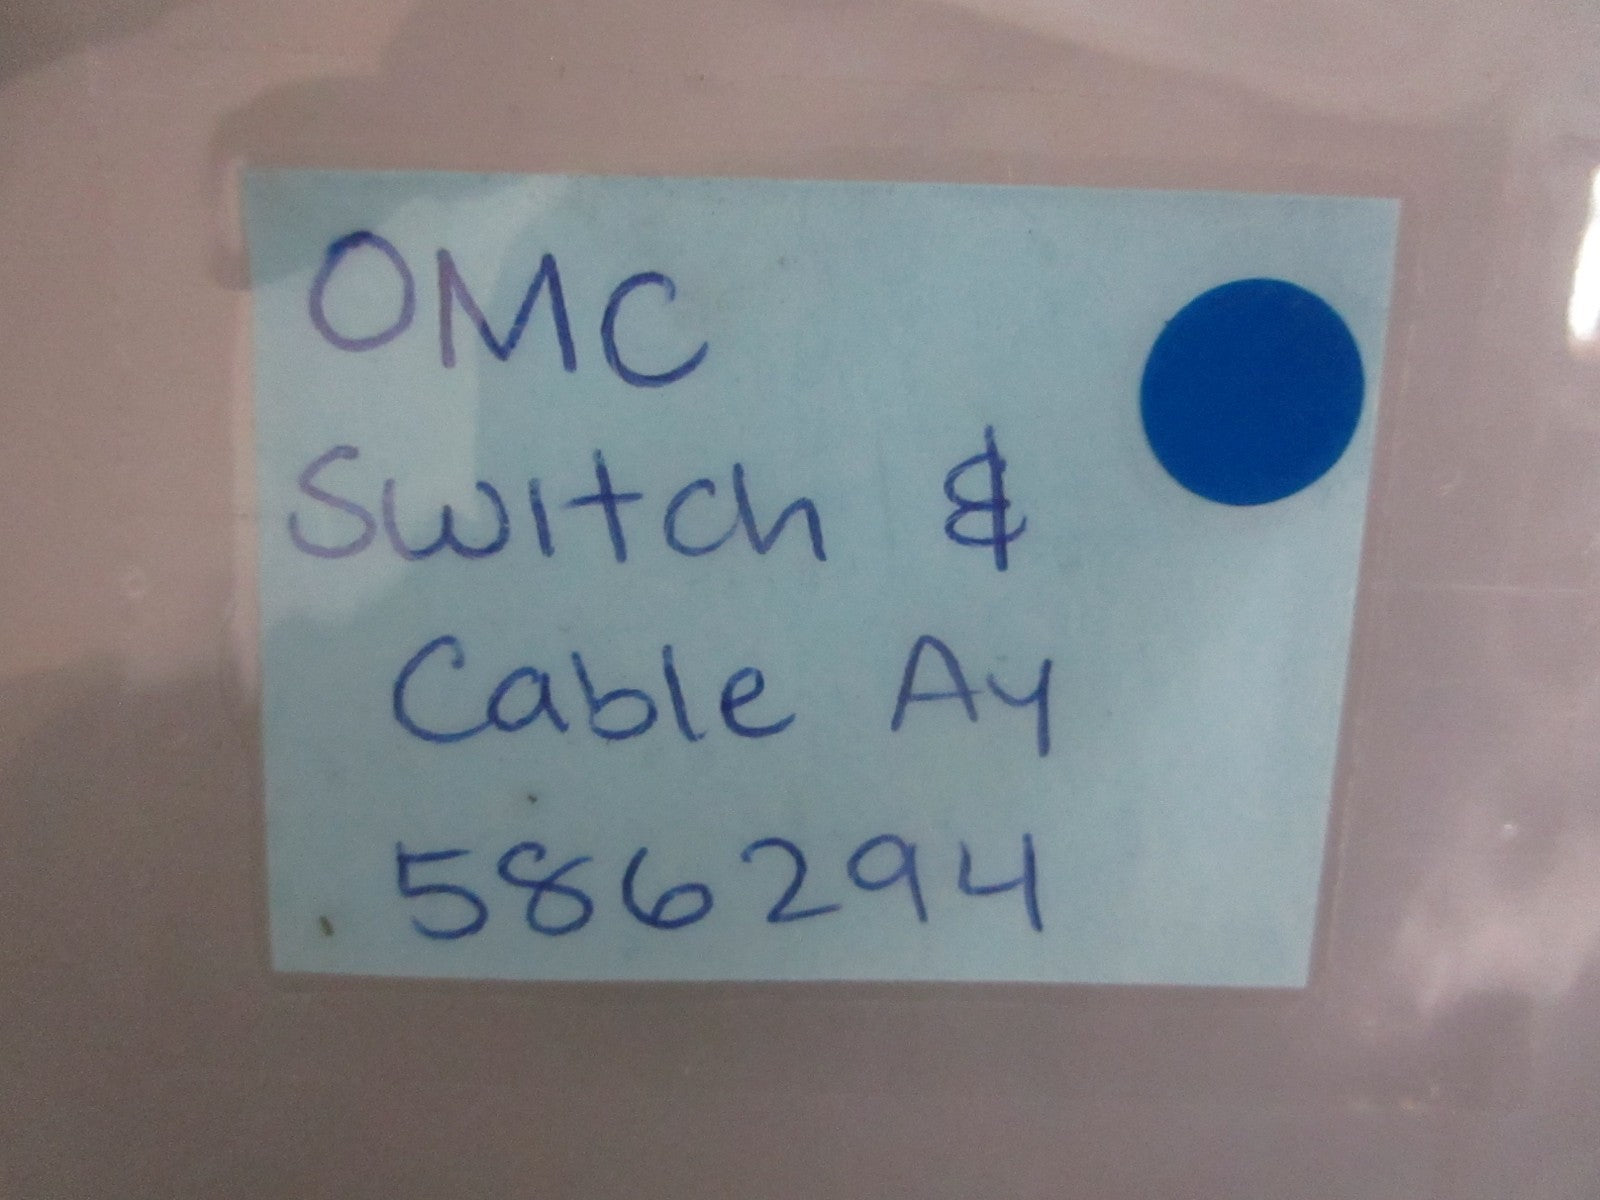 OMC
Switch &
Cable Ay
586294